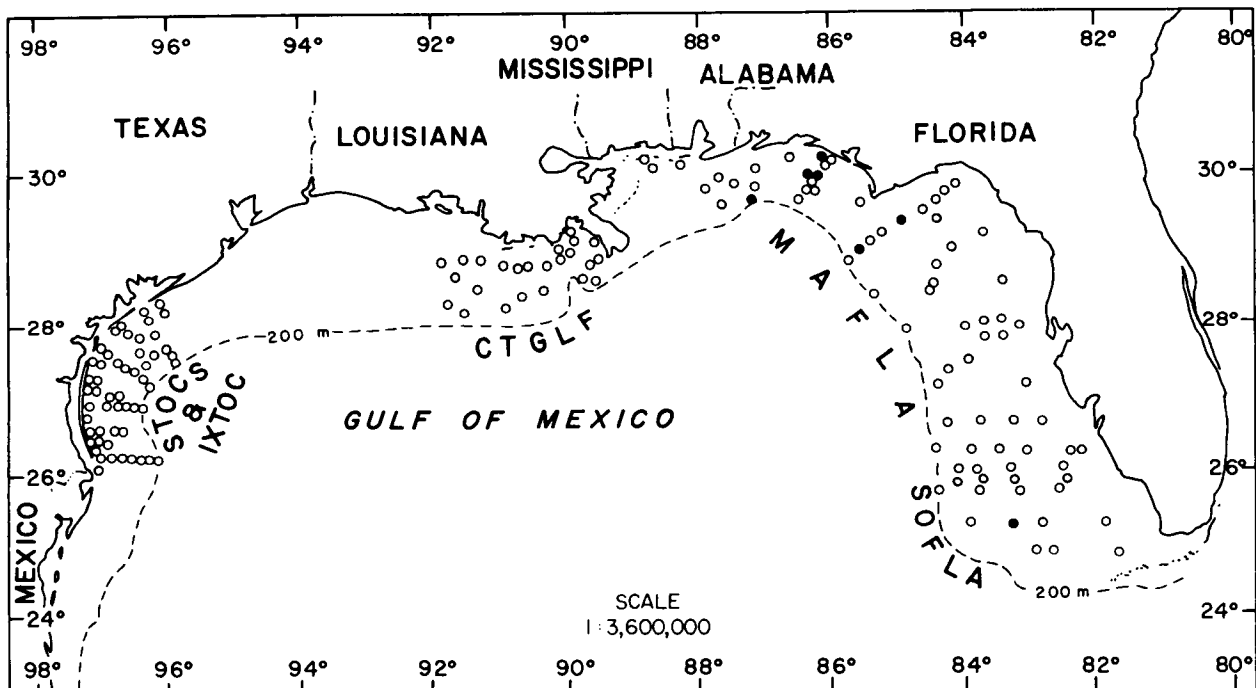 98° 96° 94° 92° 90° 88° 86° 84° 82° 80°
MISSISSIPPI ALABAMA
TEXAS LOUISIANA FLORIDA
30° 30°
MAFLA
28° 200 m CTGLF 28°
STOCS
&
IXTOC
GULF OF MEXICO
26° 26°
SOFLA
MEXICO
200 m
24° SCALE 24°
1:3,600,000
98° 96° 94° 92° 90° 88° 86° 84° 82° 80°